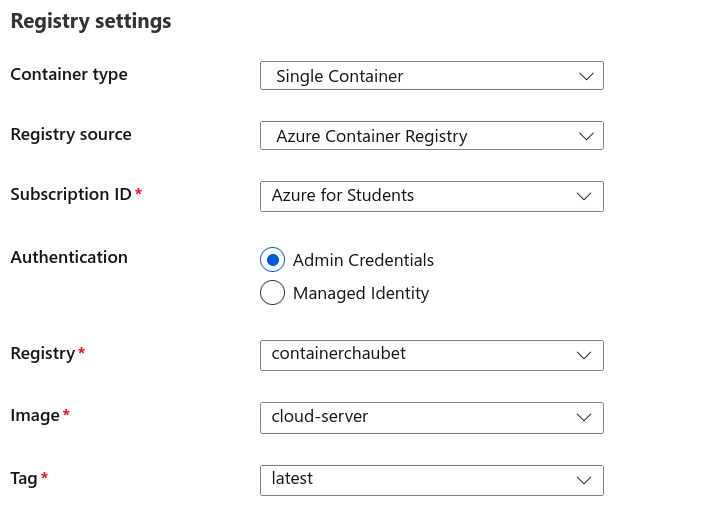 Registry settings
Container type Single Container
Registry source Azure Container Registry
Subscription ID* Azure for Students
Authentication Admin Credentials
Managed Identity
Registry* containerchaubet
Image* cloud-server
Tag* latest